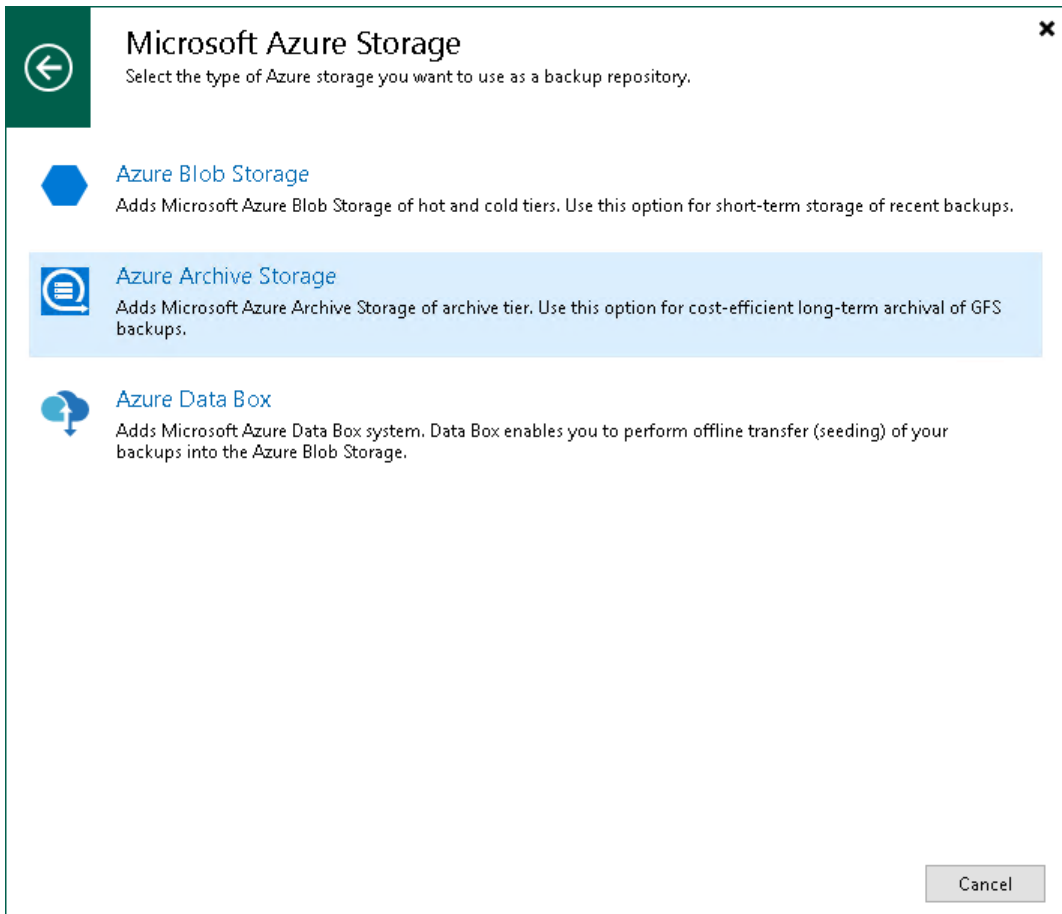 Microsoft Azure Storage
Select the type of Azure storage you want to use as a backup repository.
Azure Blob Storage
Adds Microsoft Azure Blob Storage of hot and cold tiers. Use this option for short-term storage of recent backups.
Azure Archive Storage
Adds Microsoft Azure Archive Storage of archive tier. Use this option for cost-efficient long-term archival of GFS
backups.
Azure Data Box
Adds Microsoft Azure Data Box system. Data Box enables you to perform offline transfer (seeding) of your
backups into the Azure Blob Storage.
Cancel